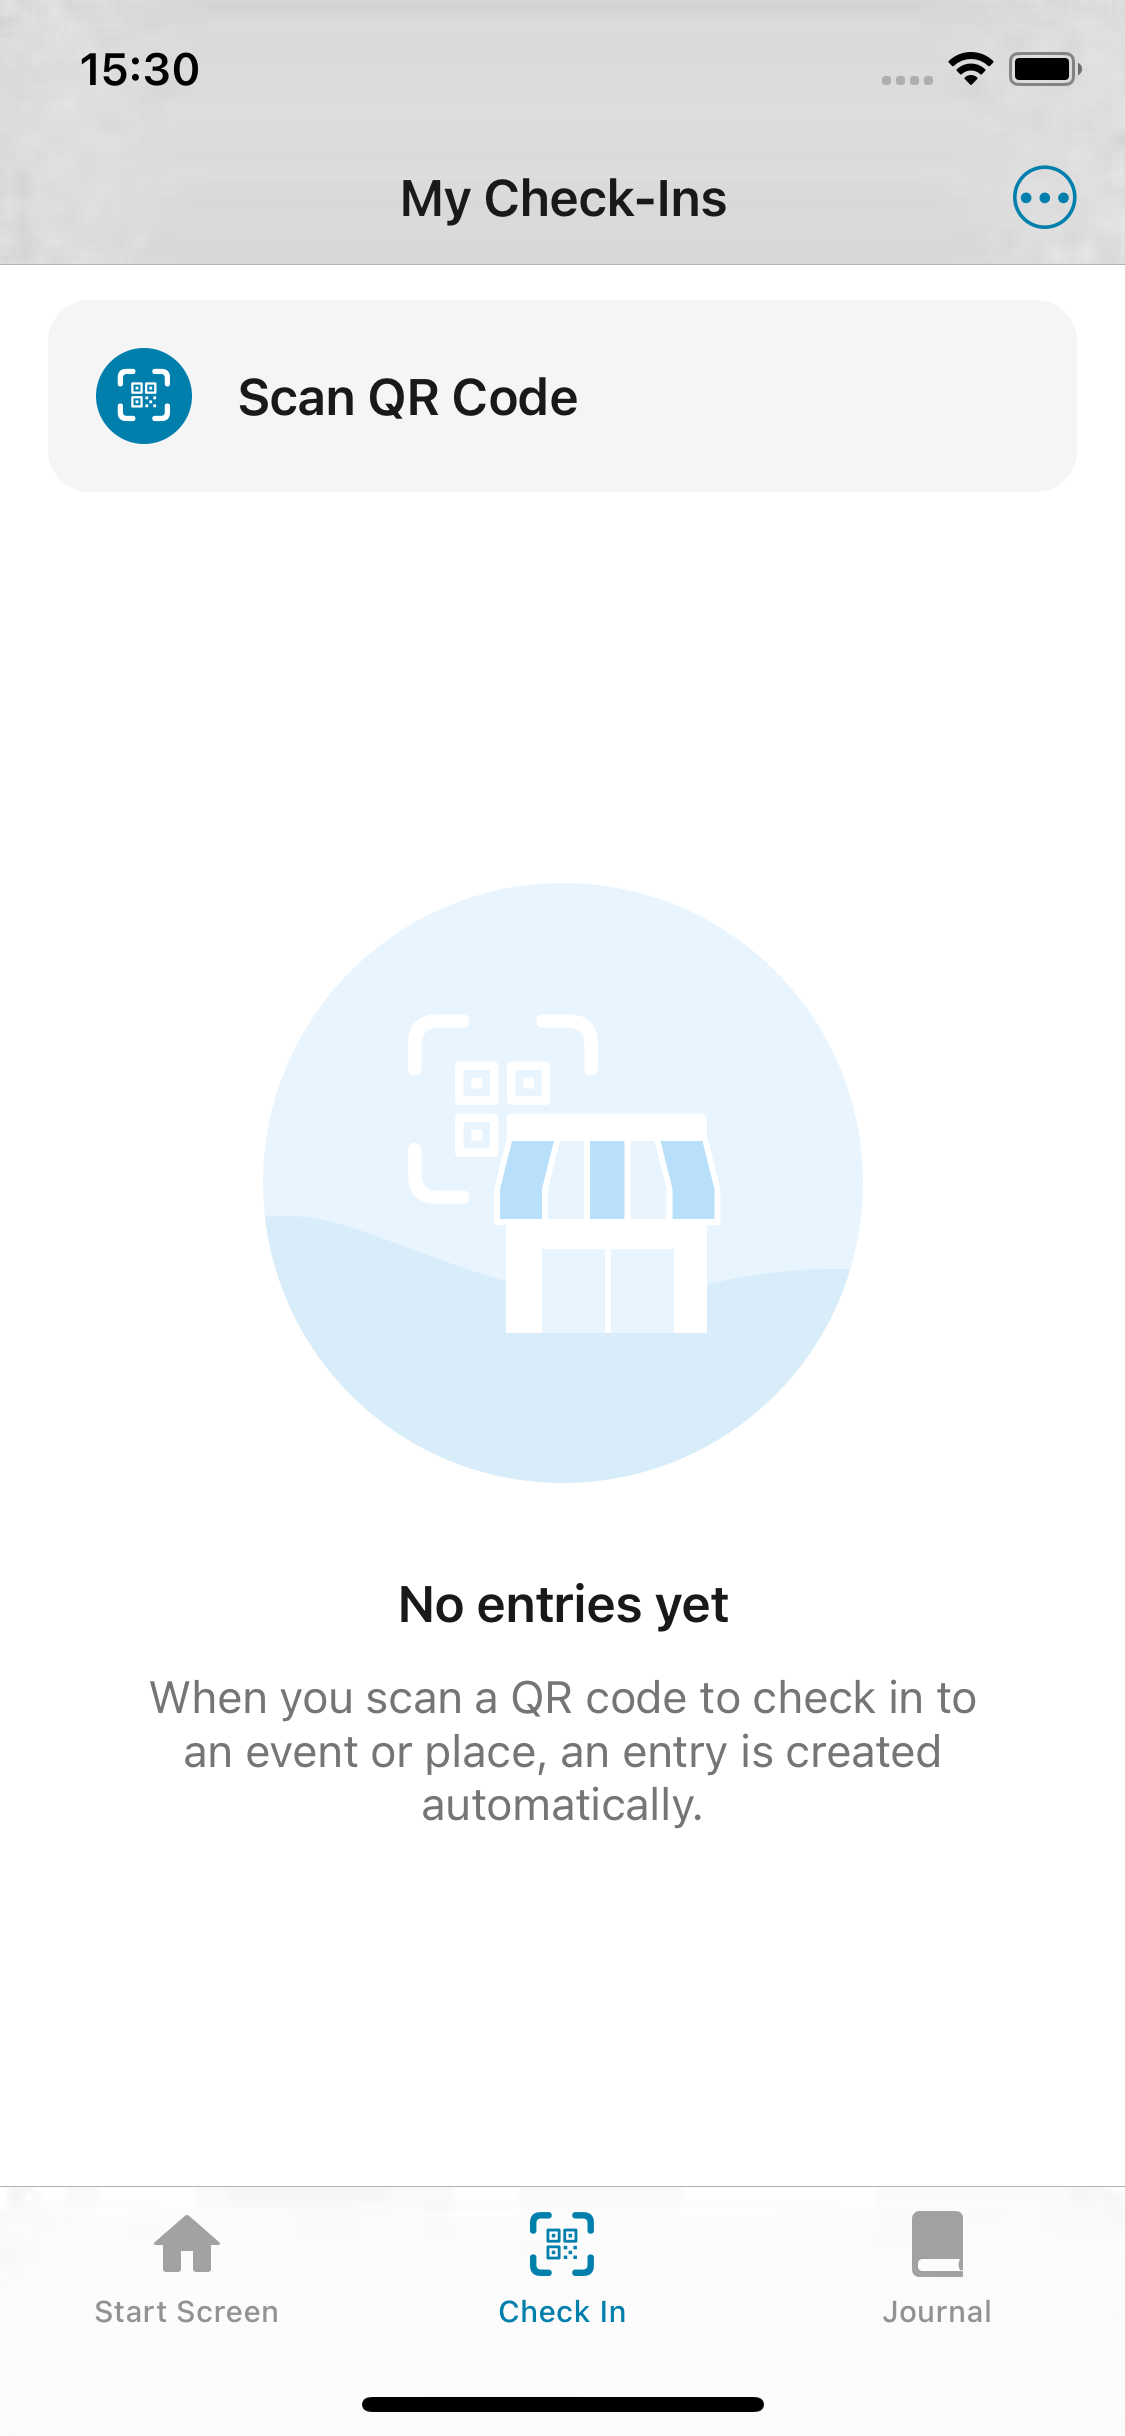 15:30
My Check-Ins
Scan QR Code
No entries yet
When you scan a QR code to check in to
an event or place, an entry is created
automatically.
Start Screen
Check In
Journal